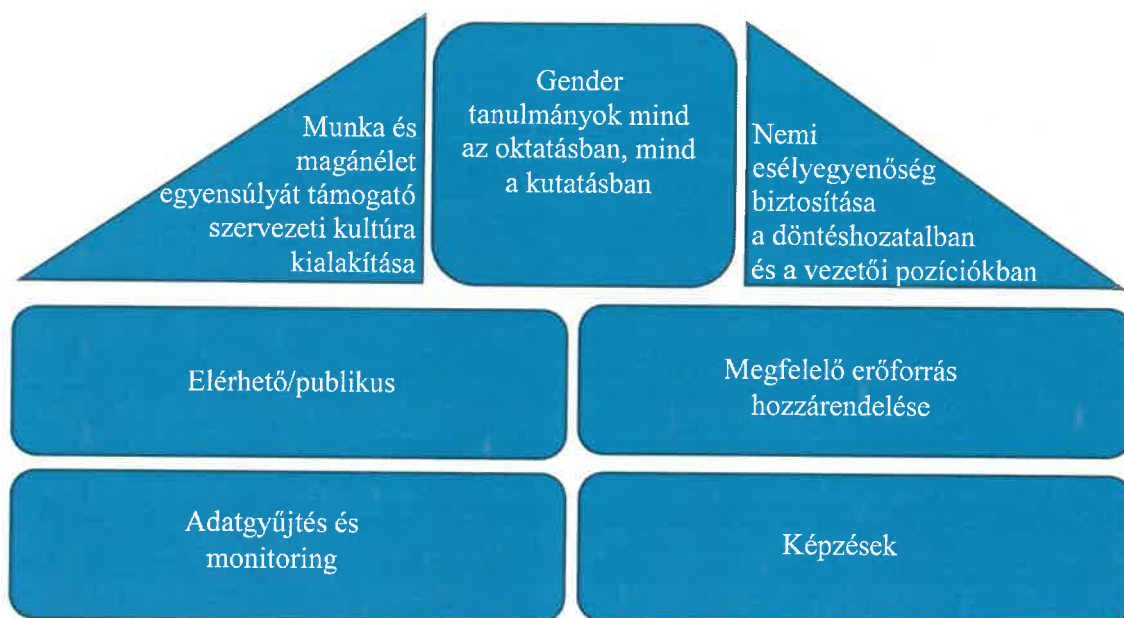 Munka és
magánélet
egyensúlyát támogató
szervezeti kultúra
kialakítása
Gender
tanulmányok mind
az oktatásban, mind
a kutatásban
Nemi
esélyegyenőség
biztosítása
a döntéshozatalban
és a vezetői pozíciókban
Elérhető/publikus
Megfelelő erőforrás
hozzárendelése
Adatgyűjtés és
monitoring
Képzések